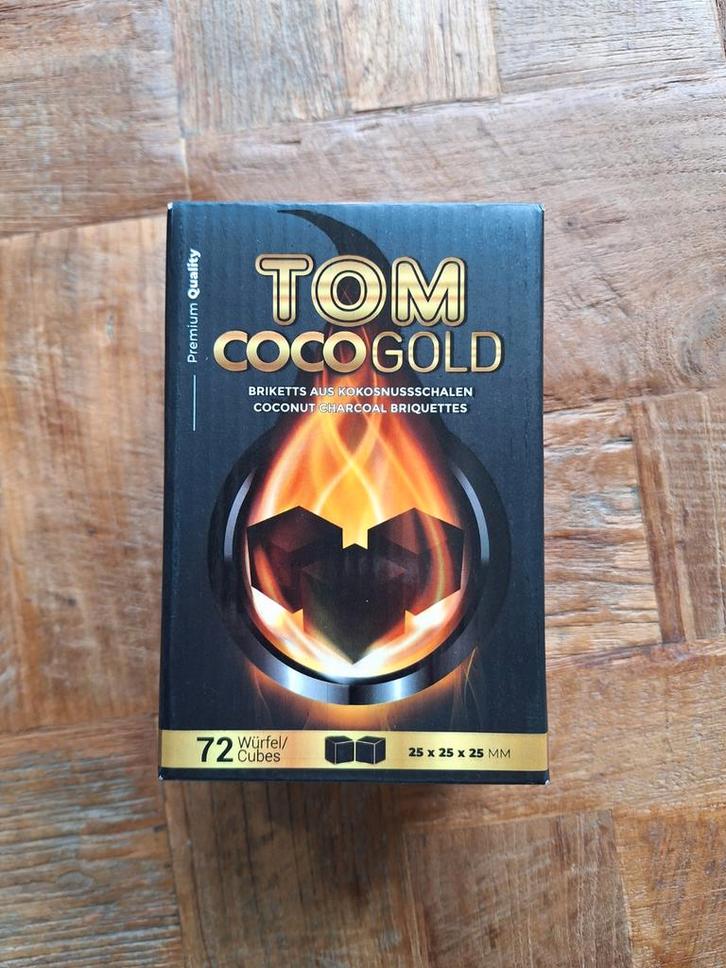 Premium Quality
TOM
COCOGOLD
BRIKETTS AUS KOKOSNUSSSCHALEN
COCONUT CHARCOAL BRIQUETTES
72 Würfel/
Cubes
25 x 25 x 25 MM